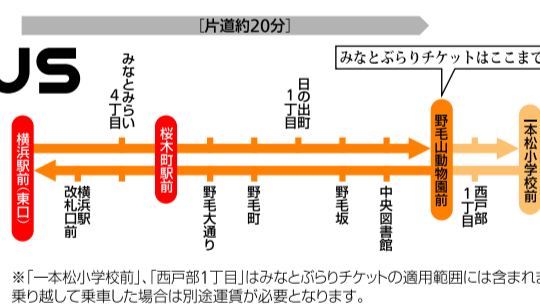 [片道約20分]
みなとぶらりチケットはここまで
US
みなとみらい
4丁目
日の出町
1丁目
横浜駅前(東口)
桜木町駅前
野毛山動物園前
一本松小学校前
横浜駅
改札口前
野毛大通り
野毛町
野毛坂
中央図書館
西戸部
1丁目
※「一本松小学校前」、「西戸部1丁目」はみなとぶらりチケットの適用範囲には含まれま
乗り越して乗車した場合は別途運賃が必要となります。